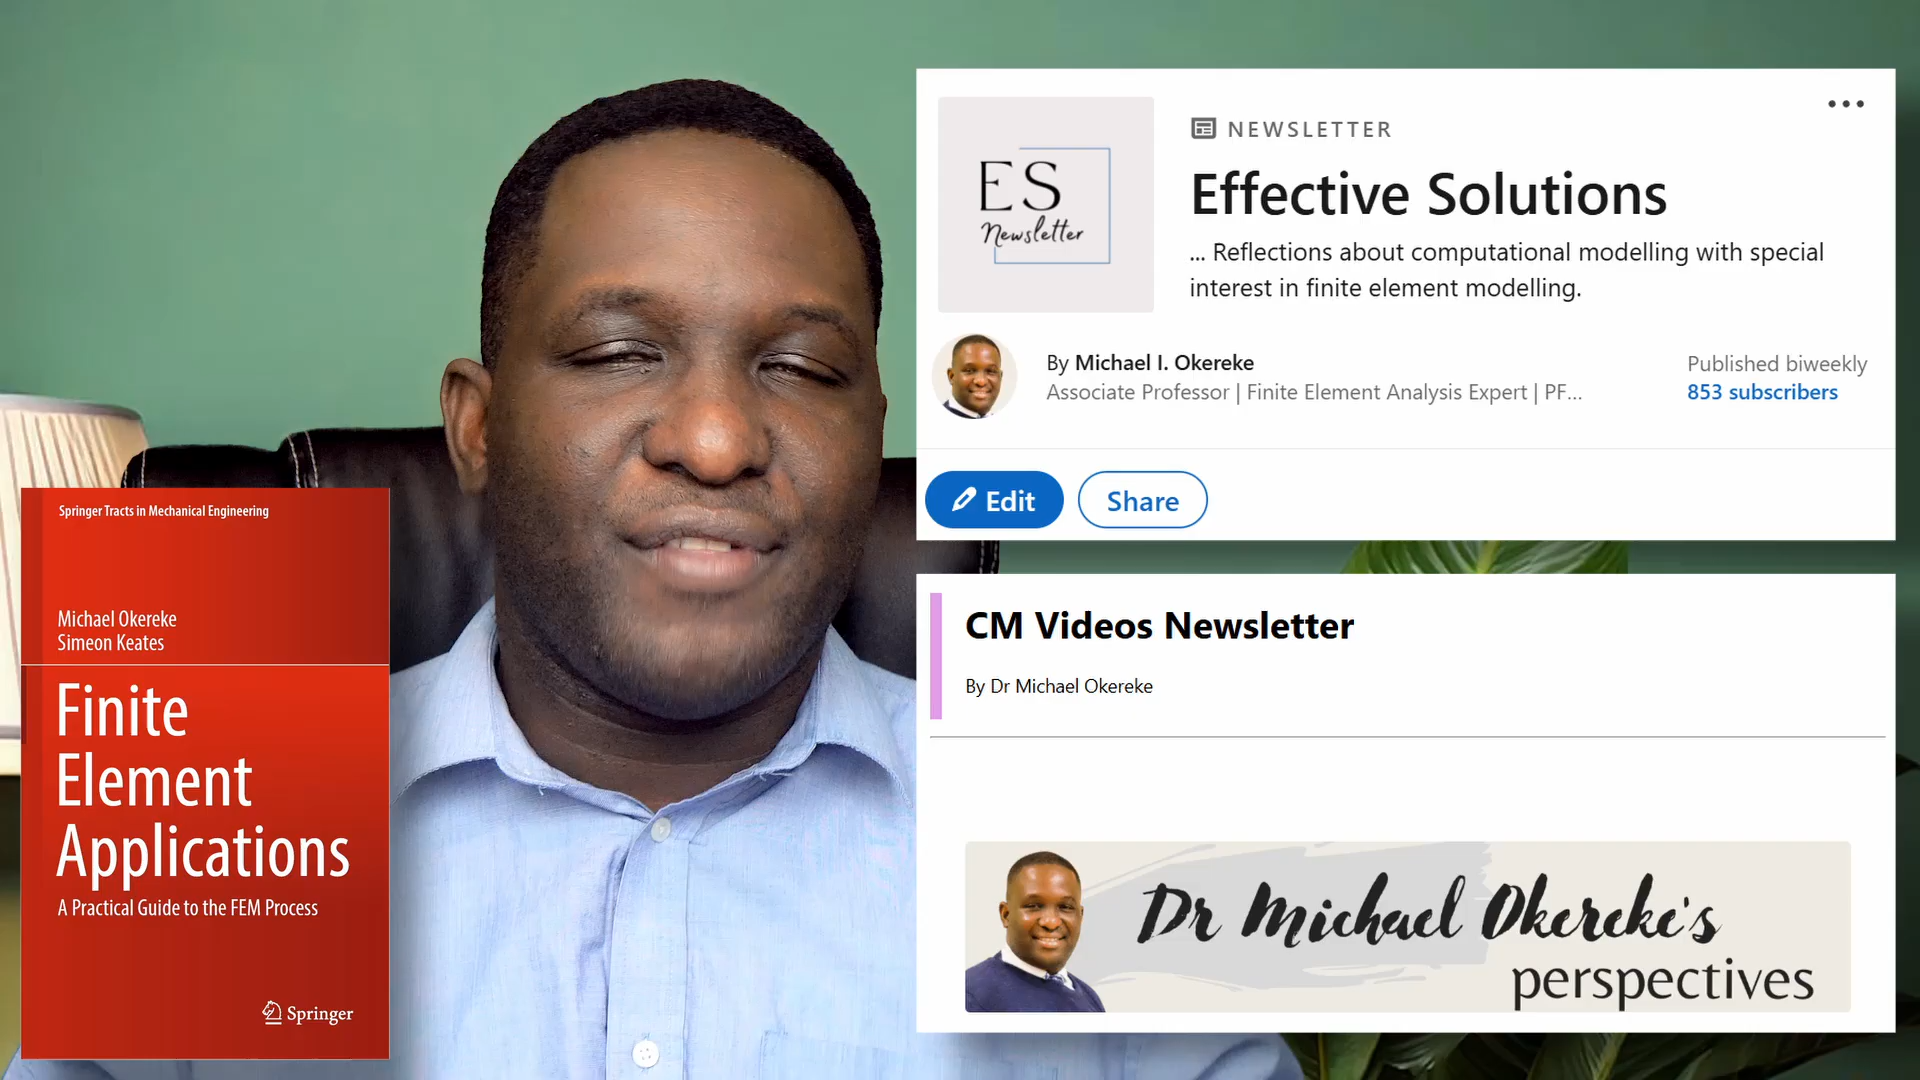 Springer Tracts in Mechanical Engineering
Michael Okereke
Simeon Keates
Finite
Element
Applications
A Practical Guide to the FEM Process
Springer
ES
Newsletter
NEWSLETTER
Effective Solutions
... Reflections about computational modelling with special
interest in finite element modelling.
By Michael I. Okereke
Associate Professor | Finite Element Analysis Expert | PF...
Published biweekly
853 subscribers
Edit
Share
CM Videos Newsletter
By Dr Michael Okereke
Dr Michael Okereke's
perspectives